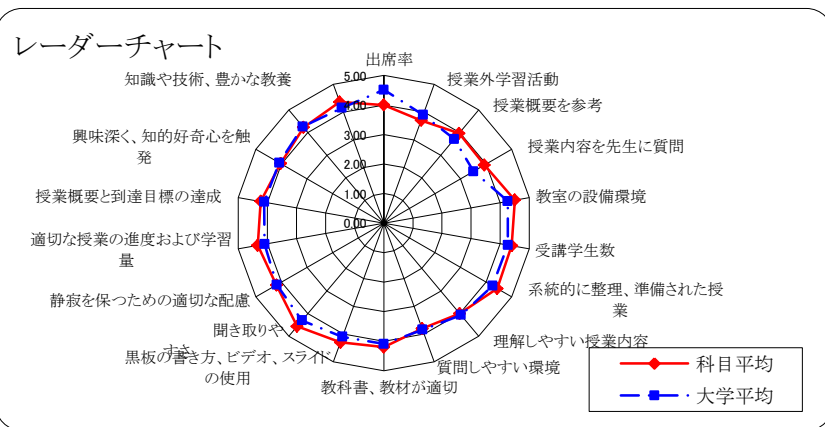 レーダーチャート
出席率
授業外学習活動
授業概要を参考
授業内容を先生に質問
教室の設備環境
受講学生数
系統的に整理、準備された授
業
理解しやすい授業内容
質問しやすい環境
教科書、教材が適切
黒板の書き方、ビデオ、スライド
の使用
聞き取りや
すさ
静寂を保つための適切な配慮
適切な授業の進度および学習
量
授業概要と到達目標の達成
興味深く、知的好奇心を触
発
知識や技術、豊かな教養
5.00
4.00
3.00
2.00
1.00
0.00
科目平均
大学平均